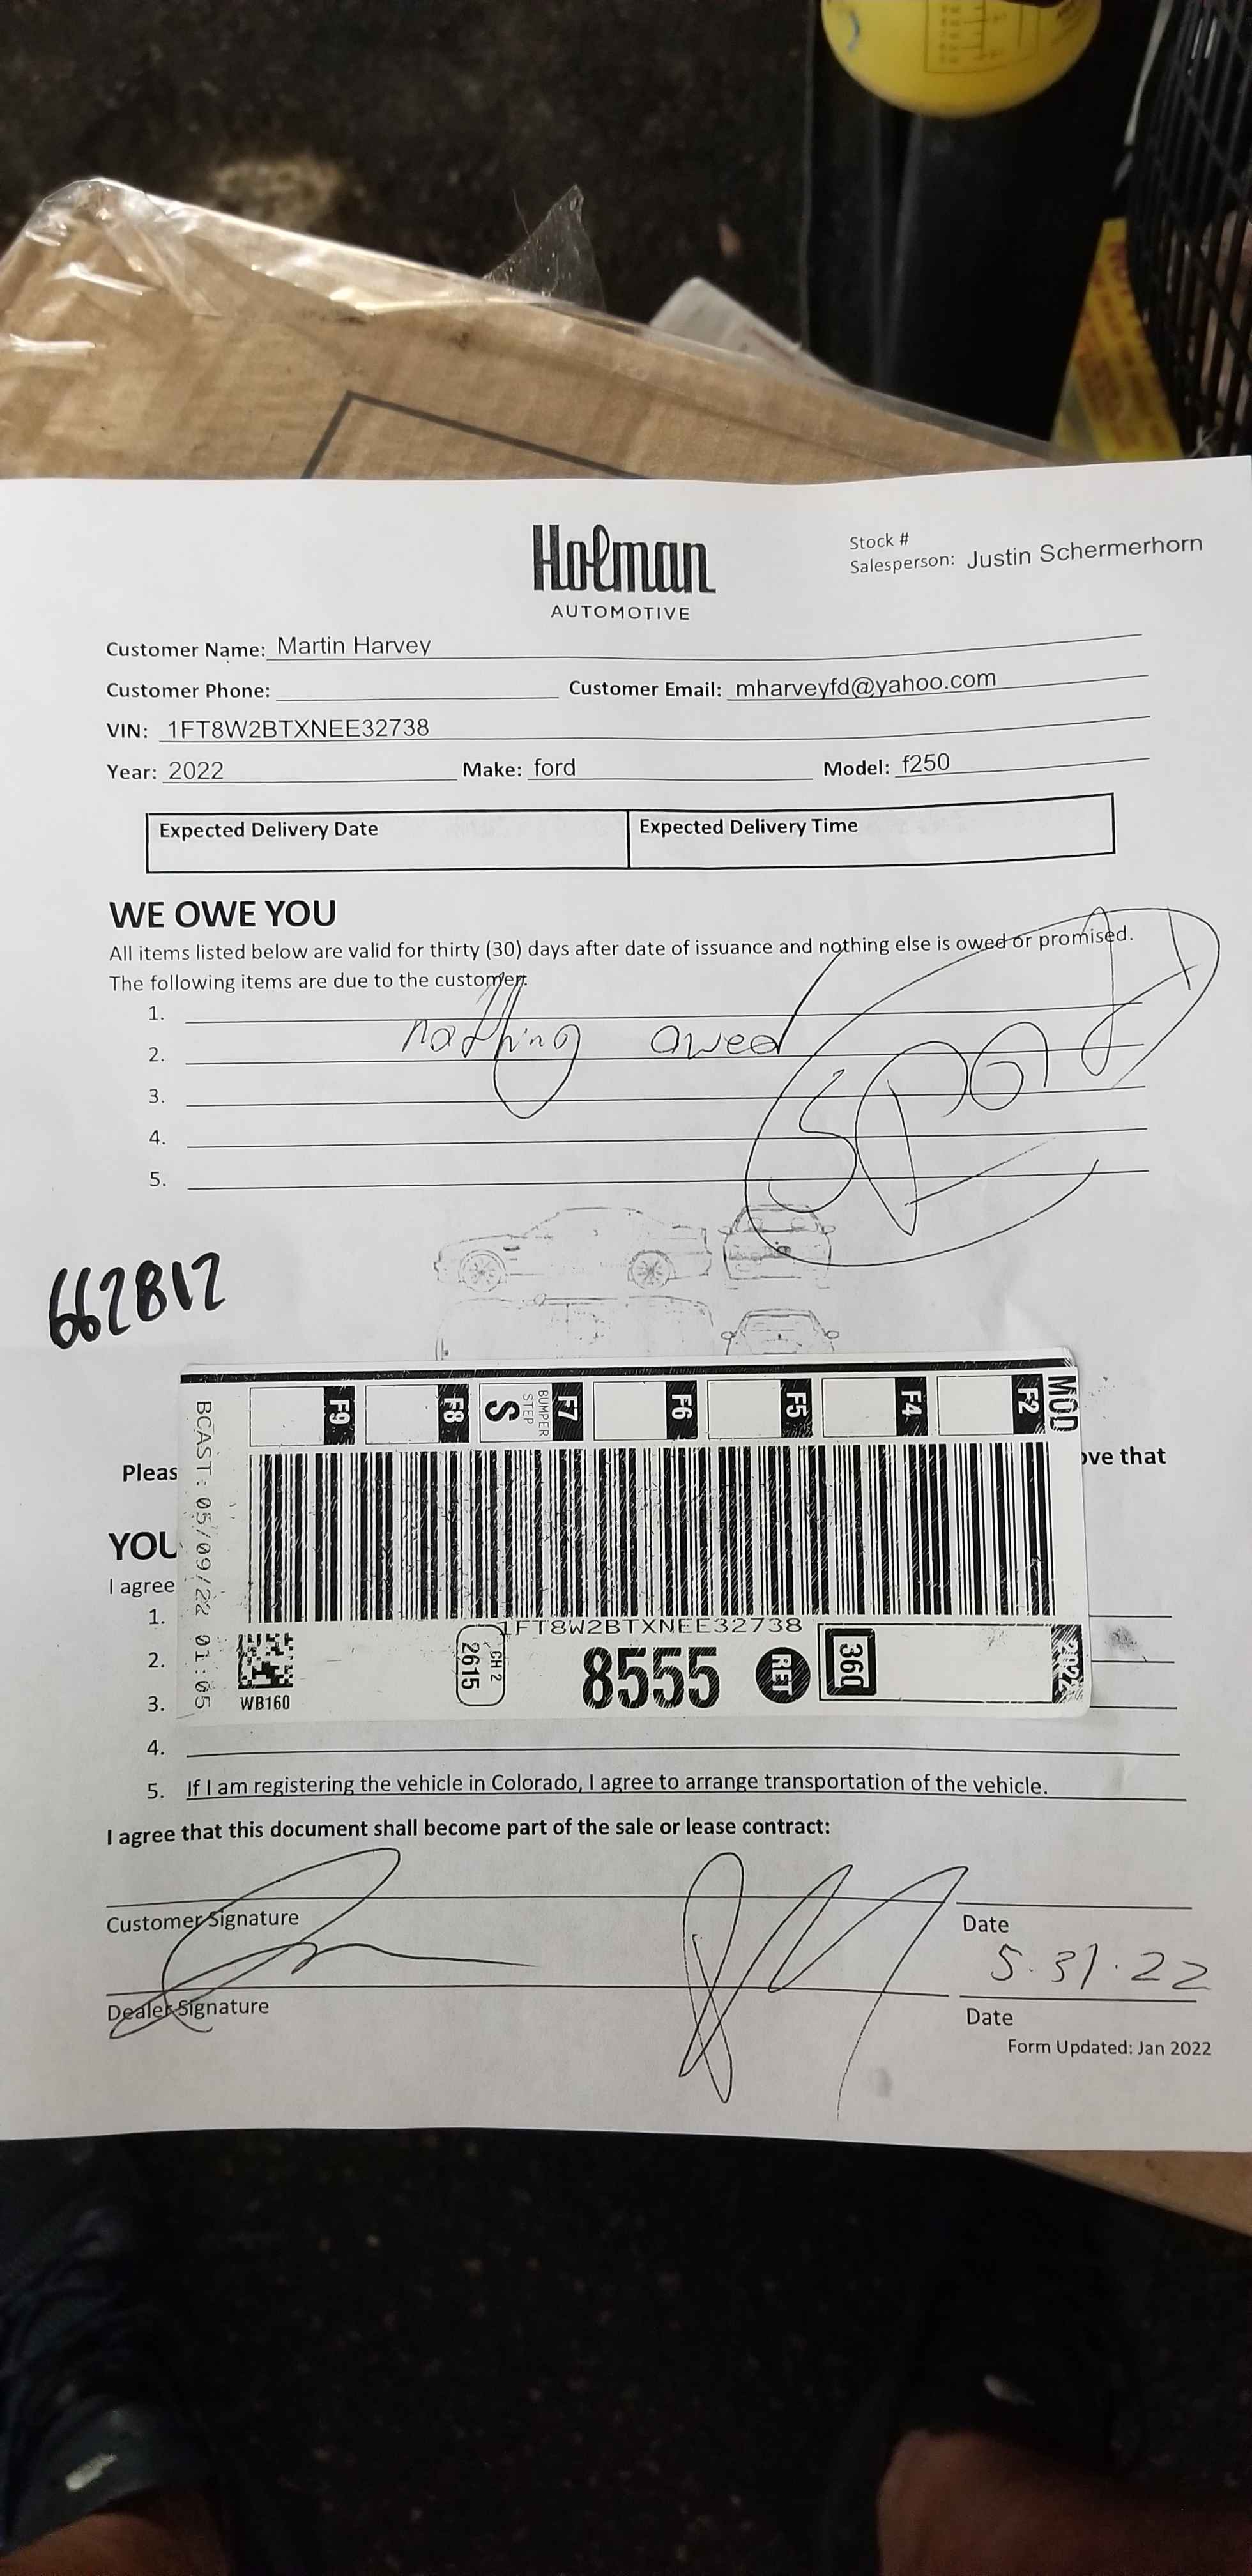 Holman
AUTOMOTIVE
Stock #
Salesperson: Justin Schermerhorn
Customer Name: Martin Harvey
Customer Phone: Customer Email: mharveyfd@yahoo.com
VIN: 1FT8W2BTXNEE32738
Year: 2022 Make: ford Model: f250
Expected Delivery Date Expected Delivery Time
WE OWE YOU
All items listed below are valid for thirty (30) days after date of issuance and nothing else is owed or promised.
The following items are due to the customer:
1.
2. nothing owed
3.
4.
5.
662812
MOD
F2
F4
F5
F6
F7 BUMPER STEP S
F8
F9
BCAST: 05/09/22 01:05
Pleas
ove that
YOU
I agree
1.
1FT8W2BTXNEE32738
2.
3.
WB160
CH 2
2615
8555
RET
360
2022
4.
5. If I am registering the vehicle in Colorado, I agree to arrange transportation of the vehicle.
I agree that this document shall become part of the sale or lease contract:
Customer Signature Date
5.31.22
Dealer Signature Date
Form Updated: Jan 2022